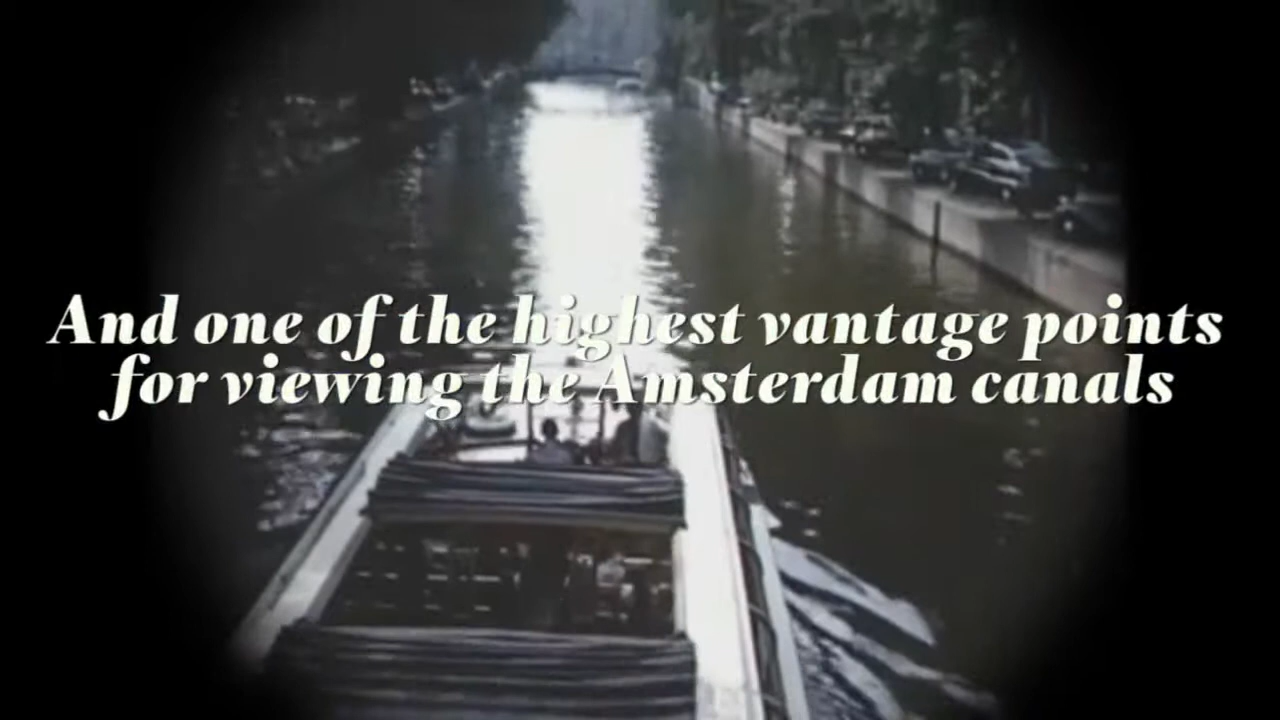 And one of the highest vantage points
for viewing the Amsterdam canals